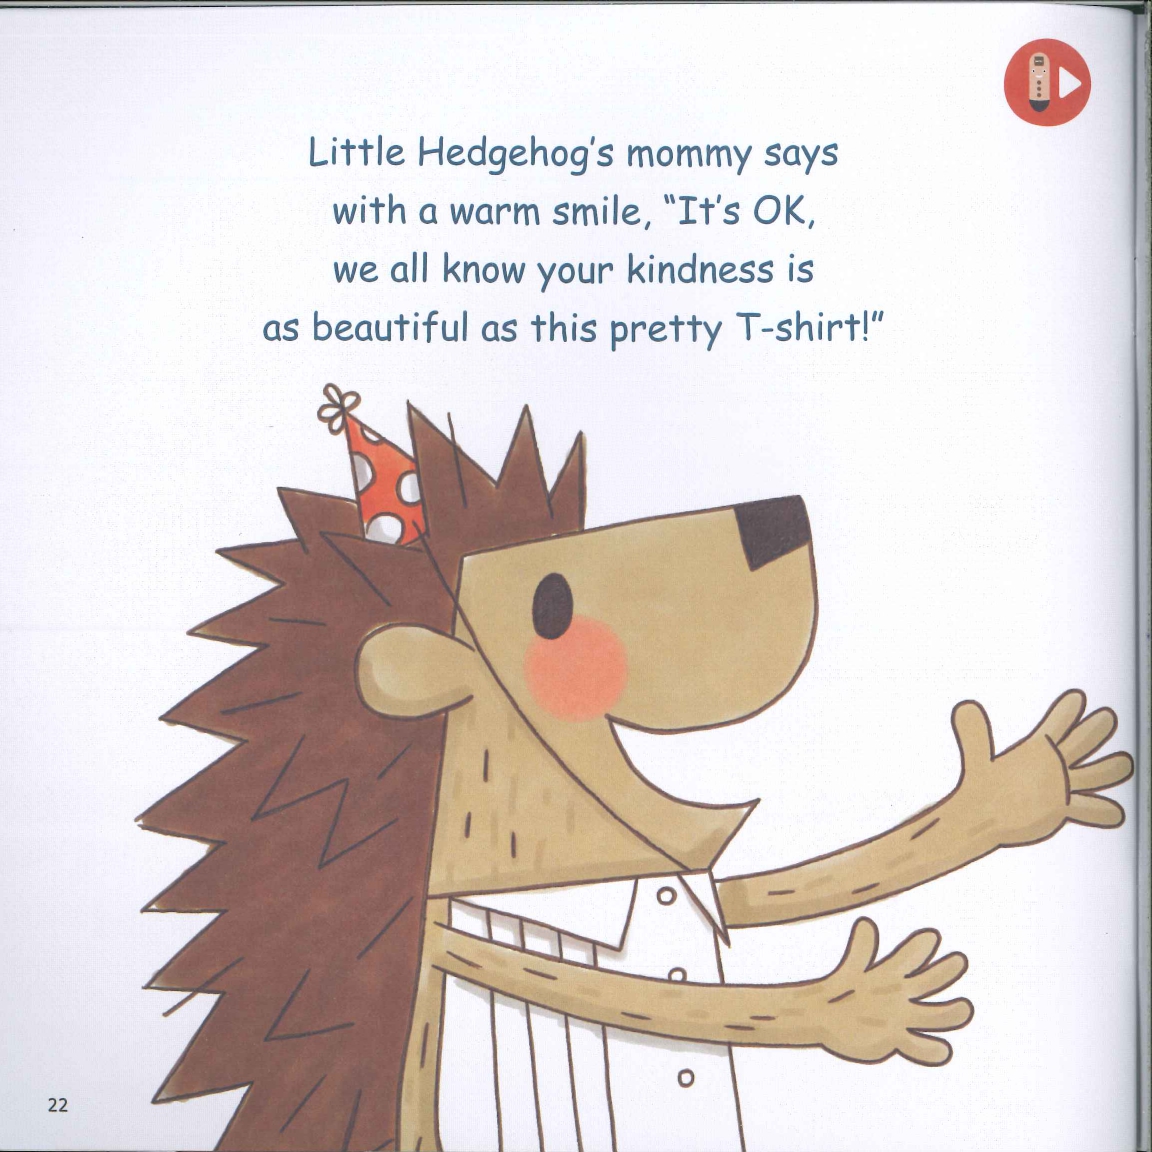 Little Hedgehog's mommy says
with a warm smile, “It's OK,
we all know your kindness is
as beautiful as this pretty T-shirt!”
22